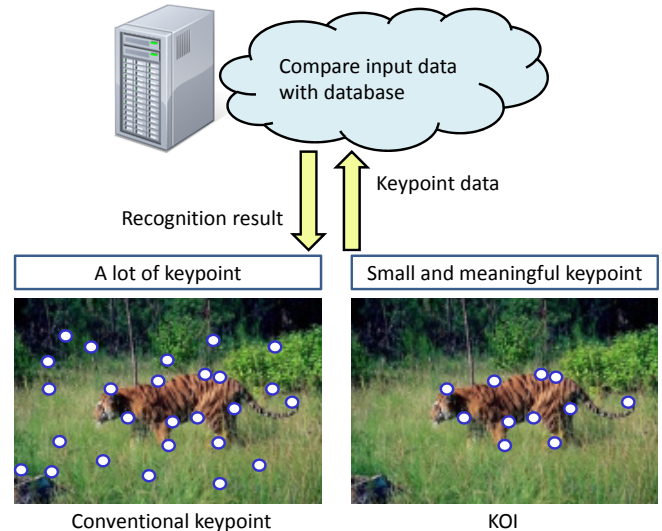 Compare input data
with database
Keypoint data
Recognition result
A lot of keypoint
Small and meaningful keypoint
Conventional keypoint
KOI